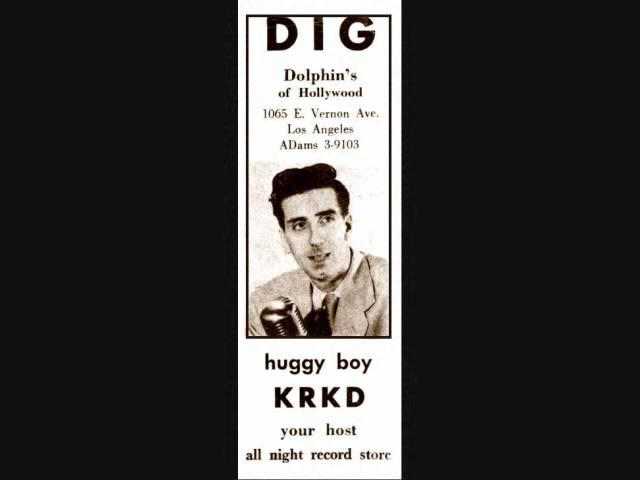 DIG
Dolphin's
of Hollywood
1065 E. Vernon Ave.
Los Angeles
ADams 3-9103
huggy boy
KRKD
your host
all night record store